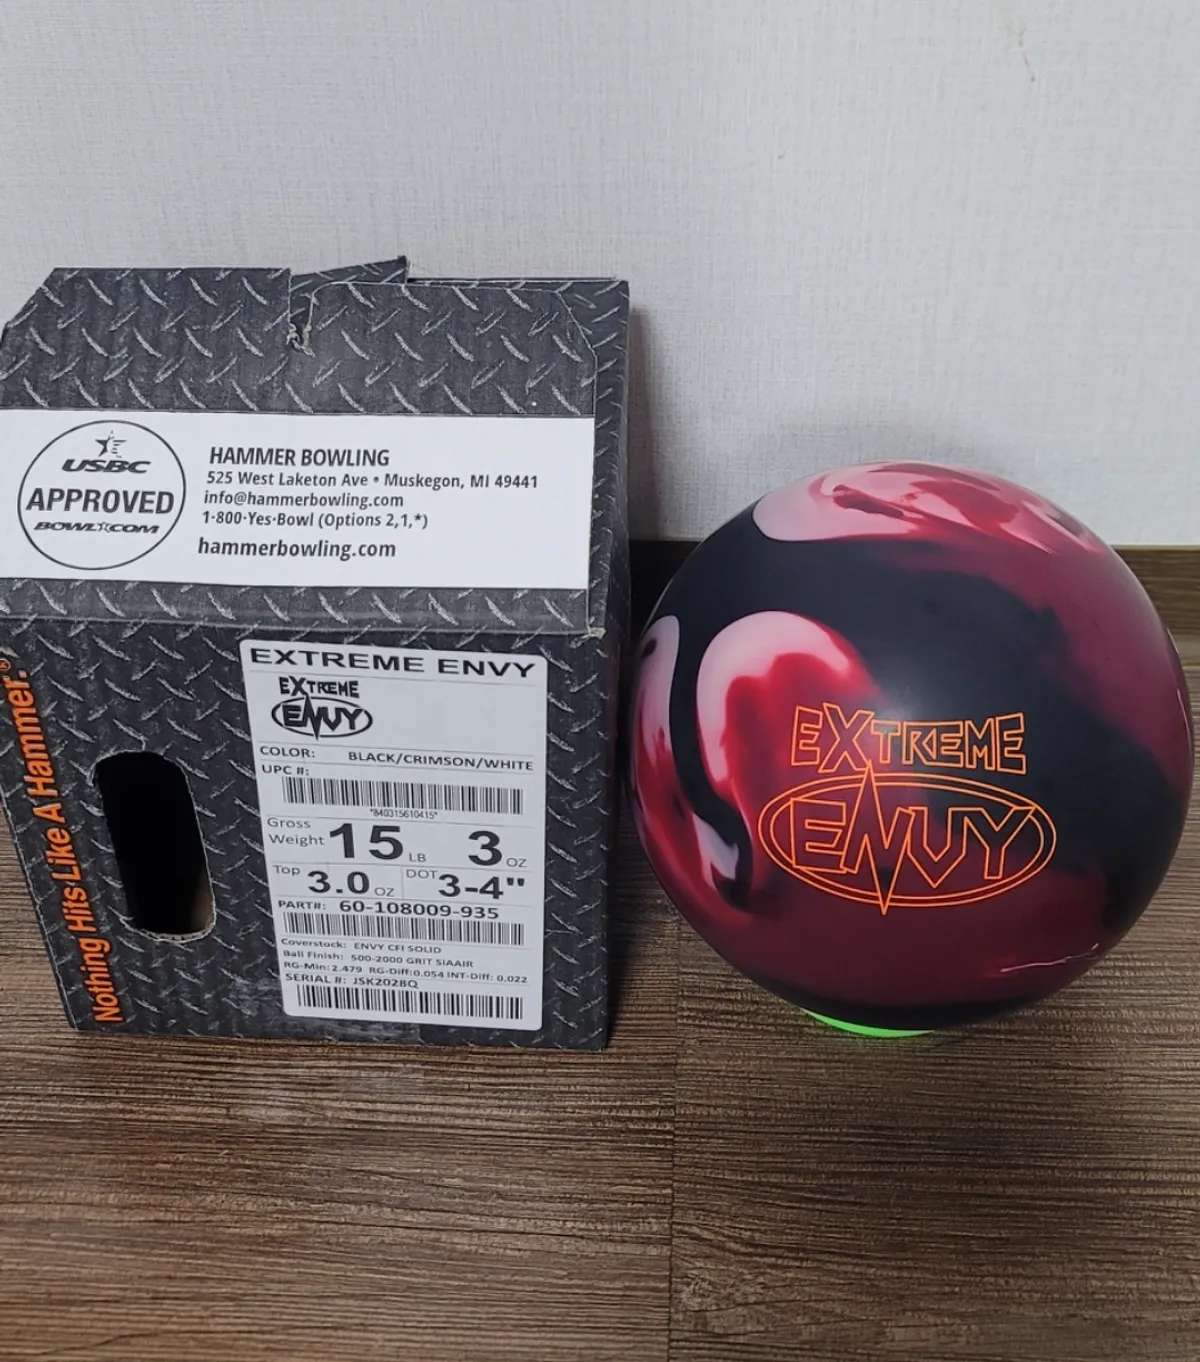 USBC
APPROVED
BOWL★COM
HAMMER BOWLING
525 West Laketon Ave • Muskegon, MI 49441
info@hammerbowling.com
1·800·Yes·Bowl (Options 2,1,*)
hammerbowling.com
Nothing Hits Like A Hammer.®
EXTREME ENVY
EXTREME
ENVY
COLOR: BLACK/CRIMSON/WHITE
UPC #:
*840315610415*
Gross Weight 15 LB 3 OZ
Top 3.0 OZ DOT 3-4"
PART#: 60-108009-935
Coverstock: ENVY CFI SOLID
Ball Finish: 500-2000 GRIT SIAAIR
RG-Min: 2.479 RG-Diff: 0.054 INT-Diff: 0.022
SERIAL #: JSK2028Q
EXTREME
ENVY